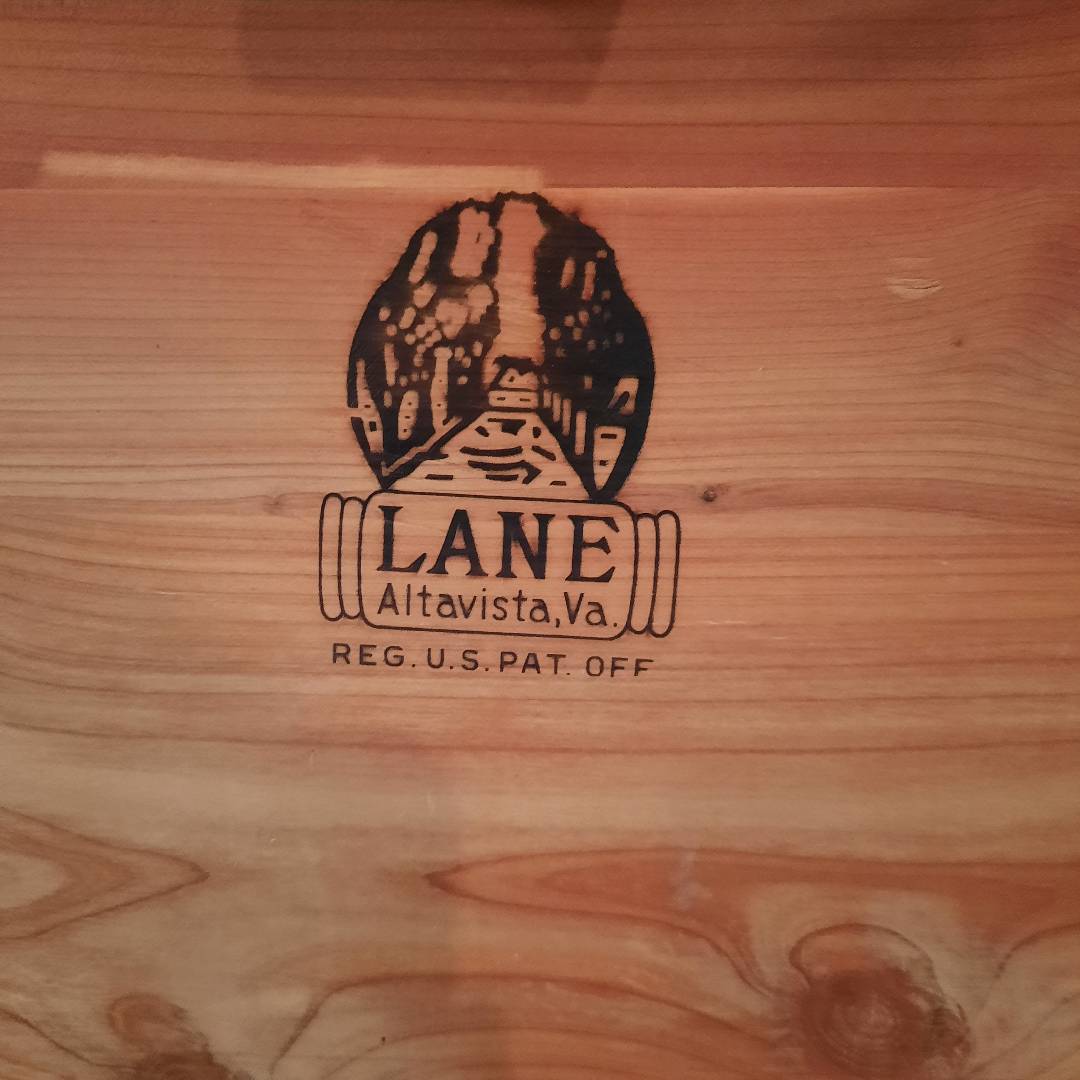 LANE
Altavista,Va.
REG. U.S. PAT. OFF